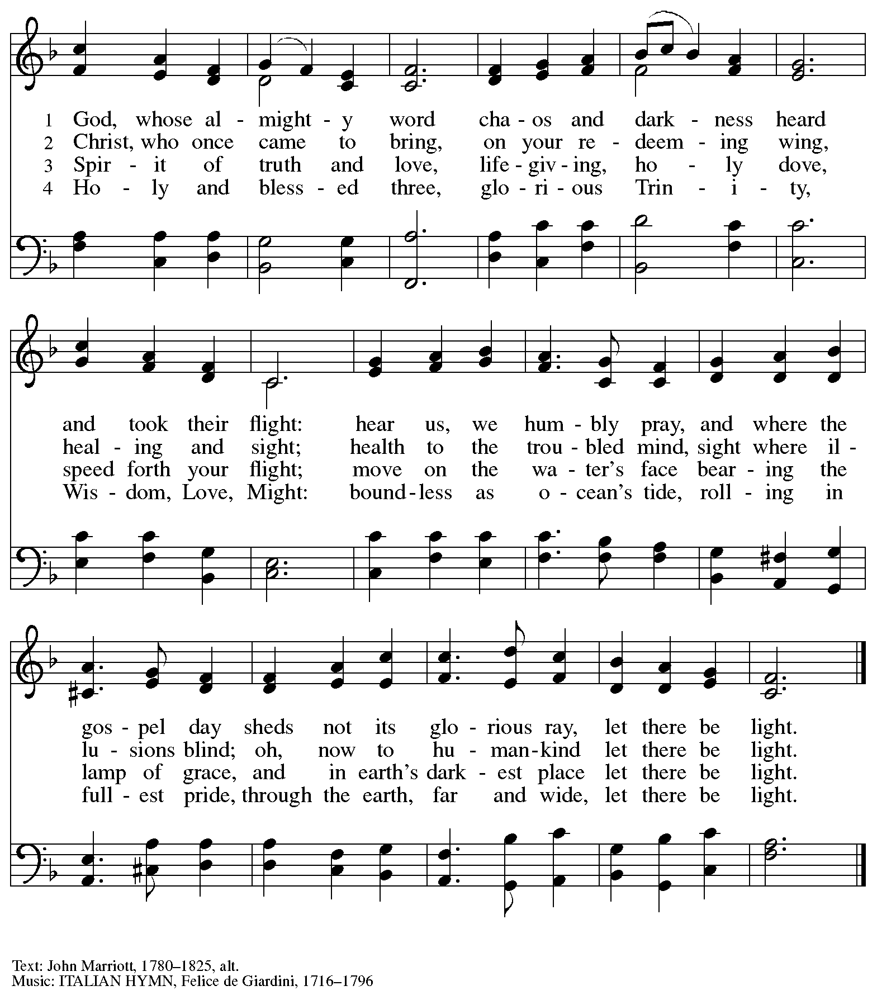 1 God, whose al - might - y word cha - os and dark - ness heard
2 Christ, who once came to bring, on your re - deem - ing wing,
3 Spir - it of truth and love, life - giv - ing, ho - ly dove,
4 Ho - ly and bless - ed three, glo - ri - ous Trin - i - ty,
and took their flight: hear us, we hum - bly pray, and where the
heal - ing and sight; health to the trou - bled mind, sight where il -
speed forth your flight; move on the wa - ter's face bear - ing the
Wis - dom, Love, Might: bound - less as o - cean's tide, roll - ing in
gos - pel day sheds not its glo - rious ray, let there be light.
lu - sions blind; oh, now to hu - man - kind let there be light.
lamp of grace, and in earth's dark - est place let there be light.
full - est pride, through the earth, far and wide, let there be light.
Text: John Marriott, 1780–1825, alt.
Music: ITALIAN HYMN, Felice de Giardini, 1716–1796